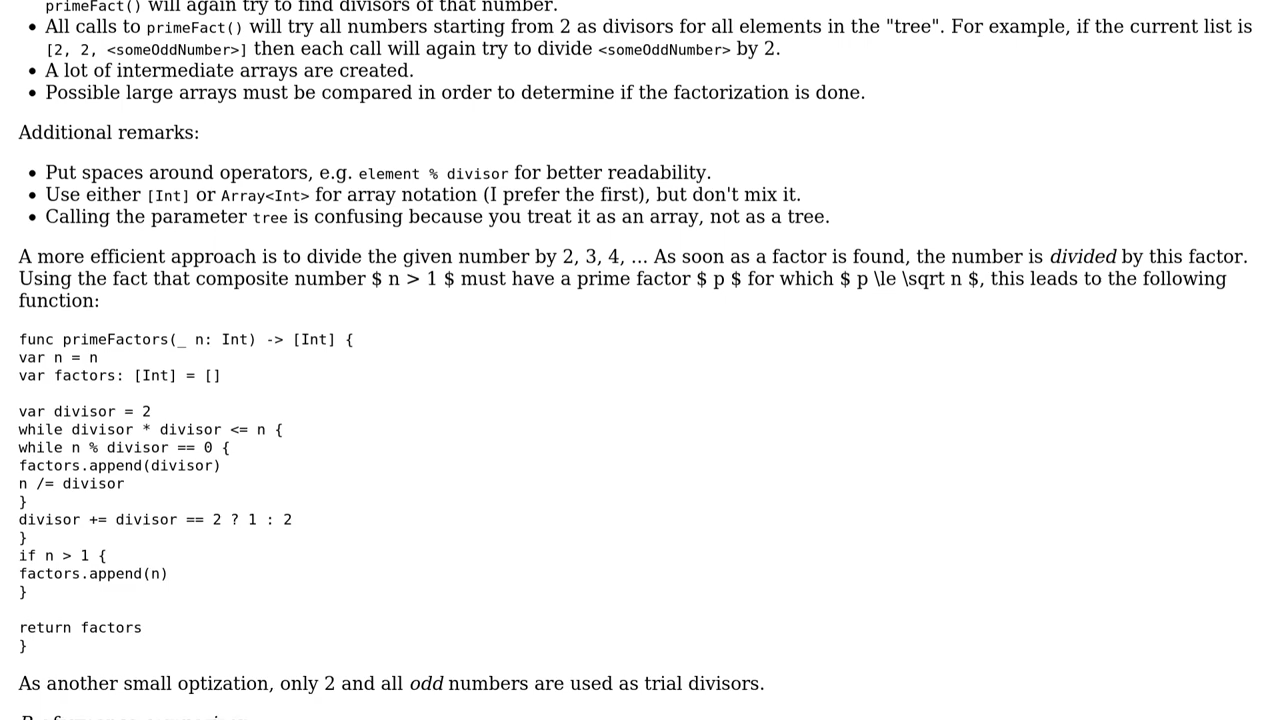 primeFact() will again try to find divisors of that number.
• All calls to primeFact() will try all numbers starting from 2 as divisors for all elements in the "tree". For example, if the current list is
[2, 2, <someOddNumber>] then each call will again try to divide <someOddNumber> by 2.
• A lot of intermediate arrays are created.
• Possible large arrays must be compared in order to determine if the factorization is done.
Additional remarks:
• Put spaces around operators, e.g. element % divisor for better readability.
• Use either [Int] or Array<Int> for array notation (I prefer the first), but don't mix it.
• Calling the parameter tree is confusing because you treat it as an array, not as a tree.
A more efficient approach is to divide the given number by 2, 3, 4, ... As soon as a factor is found, the number is divided by this factor.
Using the fact that composite number $ n > 1 $ must have a prime factor $ p $ for which $ p \le \sqrt n $, this leads to the following
function:
func primeFactors(_ n: Int) -> [Int] {
var n = n
var factors: [Int] = []
var divisor = 2
while divisor * divisor <= n {
while n % divisor == 0 {
factors.append(divisor)
n /= divisor
}
divisor += divisor == 2 ? 1 : 2
}
if n > 1 {
factors.append(n)
}
return factors
}
As another small optization, only 2 and all odd numbers are used as trial divisors.